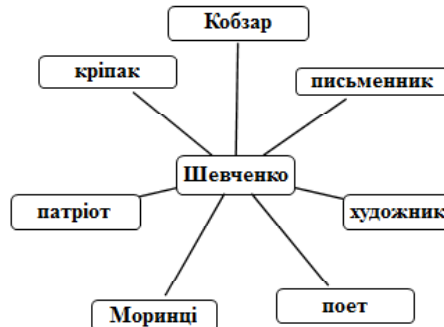 Кобзар
кріпак
письменник
Шевченко
патріот
художник
Моринці
поет